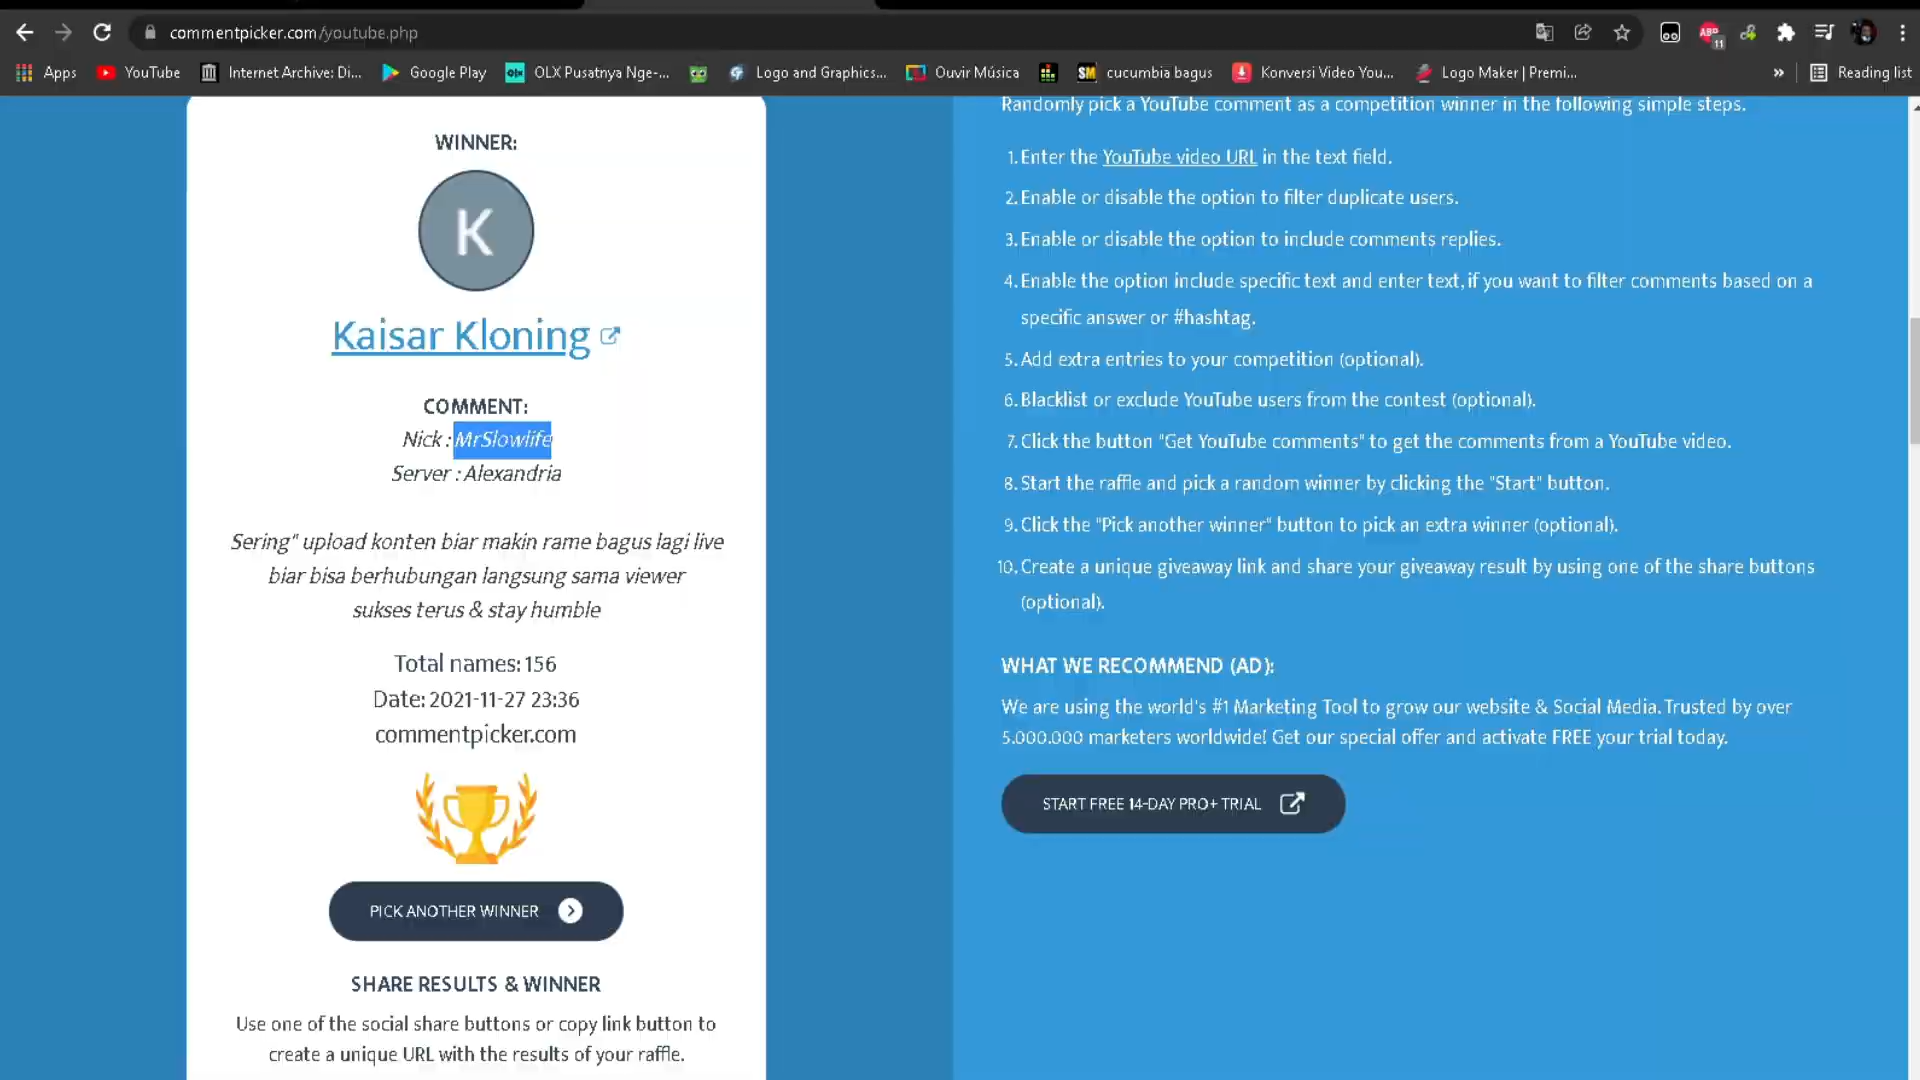 commentpicker.com/youtube.php
ABP
11
Apps
YouTube
Internet Archive: Di...
Google Play
olx
OLX Pusatnya Nge-...
Logo and Graphics...
Ouvir Música
SM
cucumbia bagus
Konversi Video You...
Logo Maker | Premi...
»
Reading list
WINNER:
K
Kaisar Kloning
COMMENT:
Nick : MrSlowlife
Server : Alexandria
Sering" upload konten biar makin rame bagus lagi live
biar bisa berhubungan langsung sama viewer
sukses terus & stay humble
Total names: 156
Date: 2021-11-27 23:36
commentpicker.com
PICK ANOTHER WINNER
SHARE RESULTS & WINNER
Use one of the social share buttons or copy link button to
create a unique URL with the results of your raffle.
Randomly pick a YouTube comment as a competition winner in the following simple steps.
1. Enter the YouTube video URL in the text field.
2. Enable or disable the option to filter duplicate users.
3. Enable or disable the option to include comments replies.
4. Enable the option include specific text and enter text, if you want to filter comments based on a
specific answer or #hashtag.
5. Add extra entries to your competition (optional).
6. Blacklist or exclude YouTube users from the contest (optional).
7. Click the button "Get YouTube comments" to get the comments from a YouTube video.
8. Start the raffle and pick a random winner by clicking the "Start" button.
9. Click the "Pick another winner" button to pick an extra winner (optional).
10. Create a unique giveaway link and share your giveaway result by using one of the share buttons
(optional).
WHAT WE RECOMMEND (AD):
We are using the world's #1 Marketing Tool to grow our website & Social Media. Trusted by over
5.000.000 marketers worldwide! Get our special offer and activate FREE your trial today.
START FREE 14-DAY PRO+ TRIAL